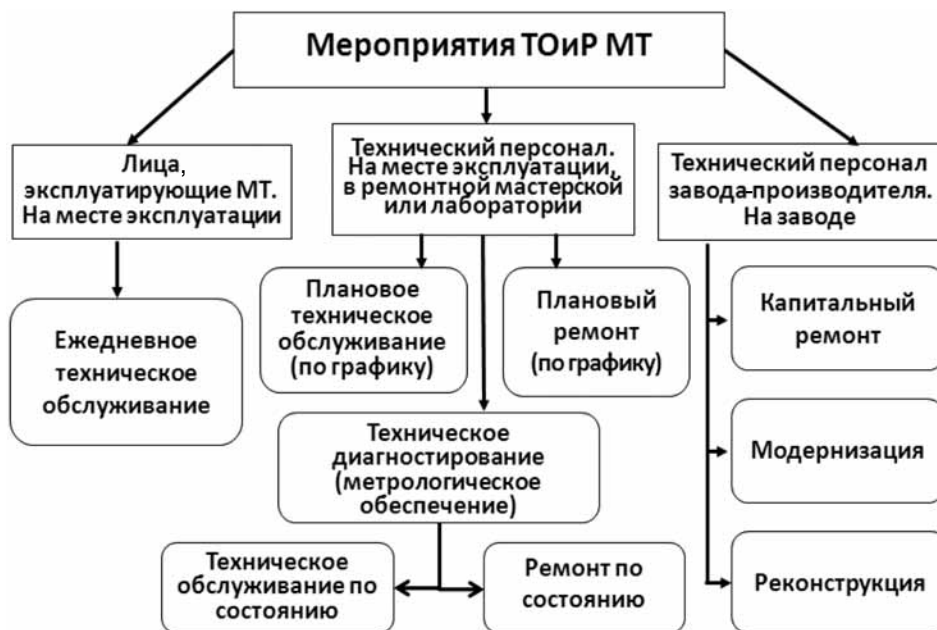 Мероприятия ТОиР МТ
Лица,
эксплуатирующие МТ.
На месте эксплуатации
Технический персонал.
На месте эксплуатации,
в ремонтной мастерской
или лаборатории
Технический персонал
завода-производителя.
На заводе
Ежедневное
техническое
обслуживание
Плановое
техническое
обслуживание
(по графику)
Плановый
ремонт
(по графику)
Капитальный
ремонт
Техническое
диагностирование
(метрологическое
обеспечение)
Модернизация
Техническое
обслуживание по
состоянию
Ремонт по
состоянию
Реконструкция